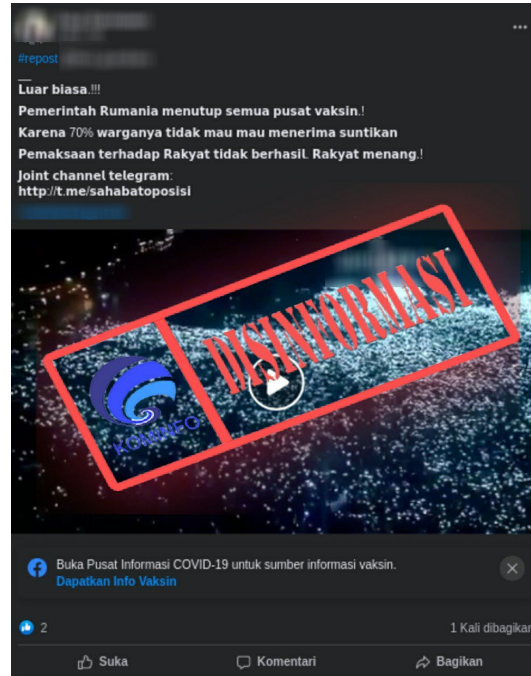 #repost
Luar biasa.!!!
Pemerintah Rumania menutup semua pusat vaksin.!
Karena 70% warganya tidak mau mau menerima suntikan
Pemaksaan terhadap Rakyat tidak berhasil. Rakyat menang.!
Joint channel telegram:
http://t.me/sahabatoposisi
DISINFORMASI
KOMINFO
Buka Pusat Informasi COVID-19 untuk sumber informasi vaksin.
Dapatkan Info Vaksin
2
1 Kali dibagikan
Suka
Komentari
Bagikan